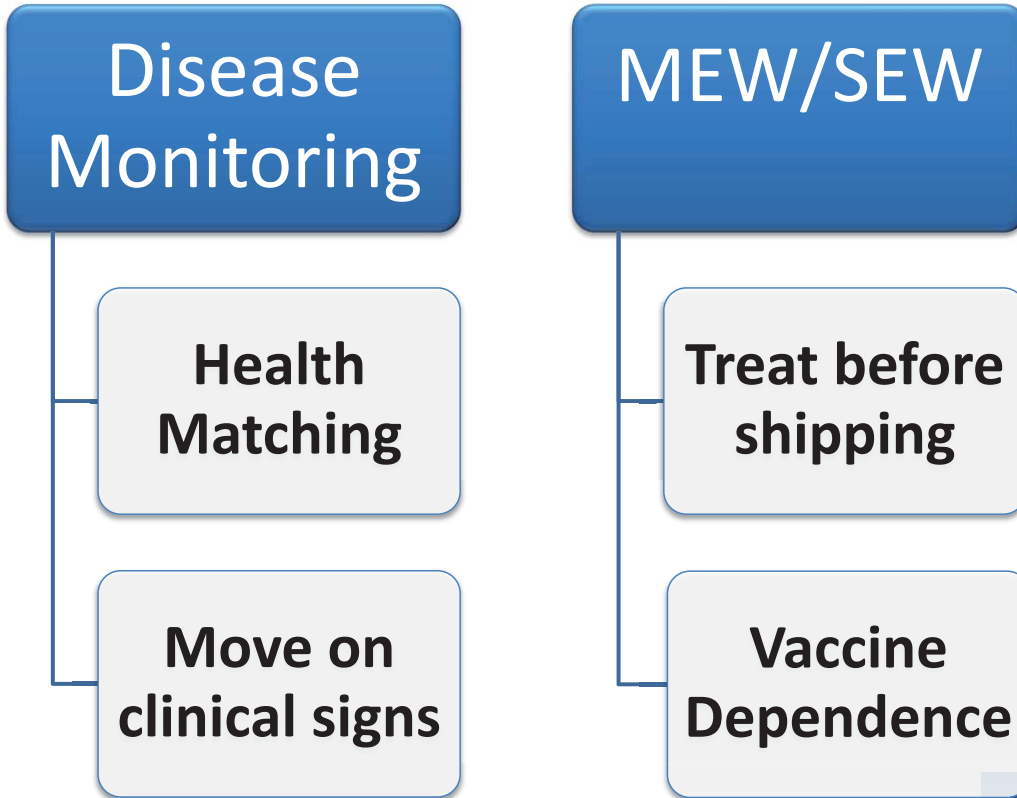 Disease
Monitoring
Health
Matching
Move on
clinical signs
MEW/SEW
Treat before
shipping
Vaccine
Dependence